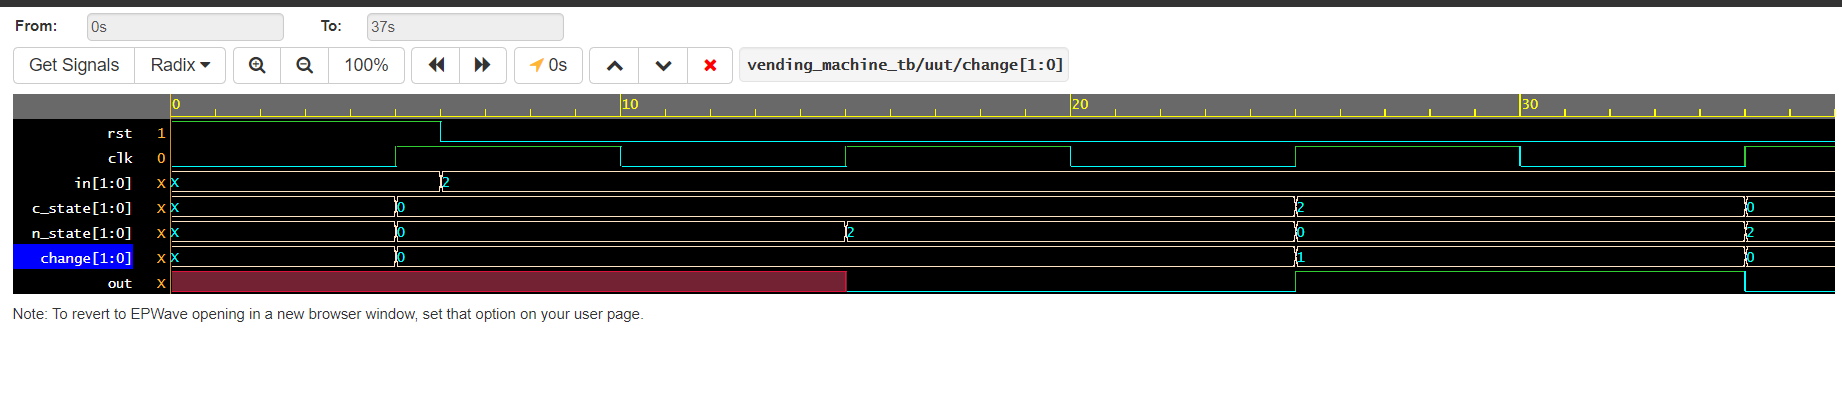 From: 0s To: 37s
Get Signals Radix 100% 0s vending_machine_tb/uut/change[1:0]
0 10 20 30
rst 1
clk 0
in[1:0] x x 2
c_state[1:0] x x 0 2 0
n_state[1:0] x x 0 2 0 2
change[1:0] x x 0 1 0
out x
Note: To revert to EPWave opening in a new browser window, set that option on your user page.